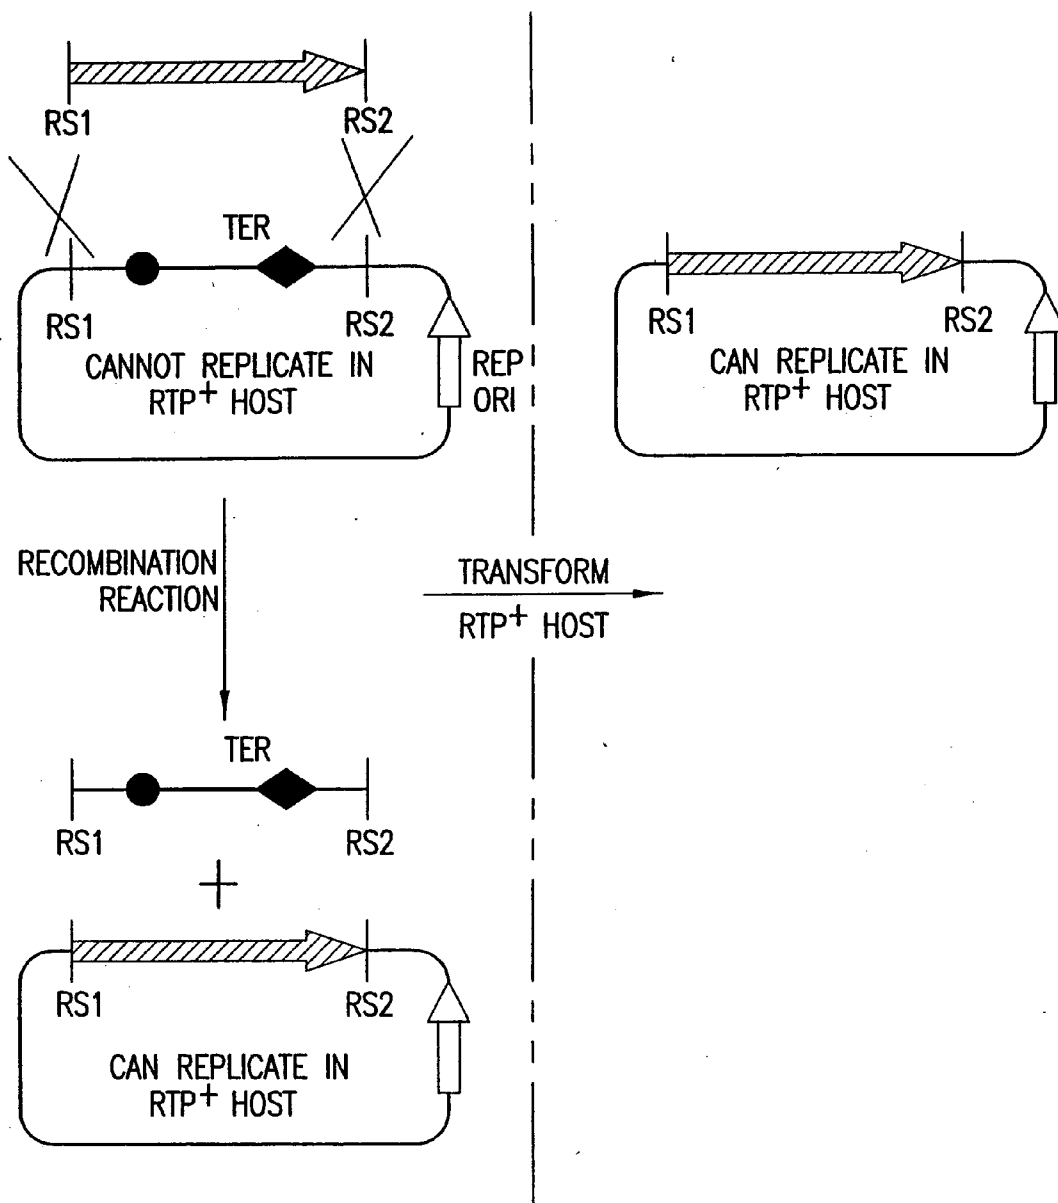 RS1 RS2
TER
RS1 RS2
CANNOT REPLICATE IN
RTP+ HOST
REP
ORI
RS1 RS2
CAN REPLICATE IN
RTP+ HOST
RECOMBINATION
REACTION
TRANSFORM
RTP+ HOST
TER
RS1 RS2
+
RS1 RS2
CAN REPLICATE IN
RTP+ HOST